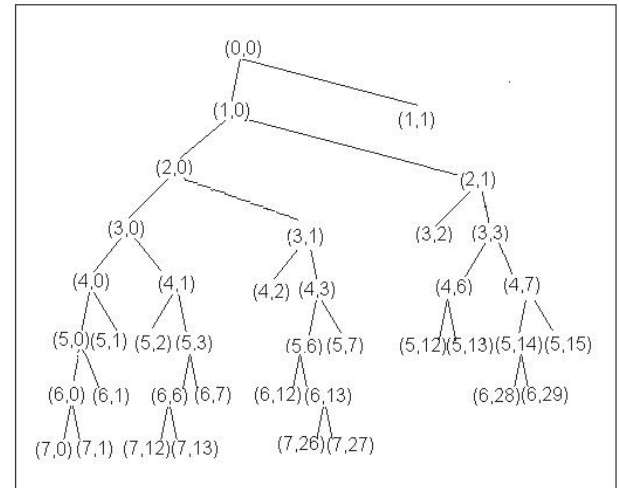 (0,0)
(1,0) (1,1)
(2,0) (2,1)
(3,0) (3,1) (3,2) (3,3)
(4,0) (4,1) (4,2) (4,3) (4,6) (4,7)
(5,0) (5,1) (5,2) (5,3) (5,6) (5,7) (5,12) (5,13) (5,14) (5,15)
(6,0) (6,1) (6,6) (6,7) (6,12) (6,13) (6,28) (6,29)
(7,0) (7,1) (7,12) (7,13) (7,26) (7,27)